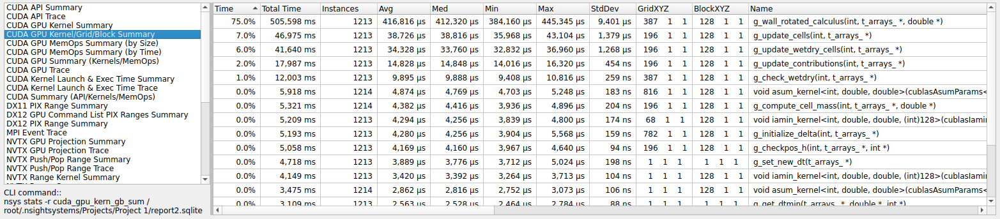 CUDA API Summary
CUDA API Trace
CUDA GPU Kernel Summary
CUDA GPU Kernel/Grid/Block Summary
CUDA GPU MemOps Summary (by Size)
CUDA GPU MemOps Summary (by Time)
CUDA GPU Summary (Kernels/MemOps)
CUDA GPU Trace
CUDA Kernel Launch & Exec Time Summary
CUDA Kernel Launch & Exec Time Trace
CUDA Summary (API/Kernels/MemOps)
DX11 PIX Range Summary
DX12 GPU Command List PIX Ranges Summary
DX12 PIX Range Summary
MPI Event Trace
NVTX GPU Projection Summary
NVTX GPU Projection Trace
NVTX Push/Pop Range Summary
NVTX Push/Pop Range Trace
NVTX Range Kernel Summary
CLI command::
nsys stats -r cuda_gpu_kern_gb_sum /
root/.nsightsystems/Projects/Project 1/report2.sqlite
Time Total Time Instances Avg Med Min Max StdDev GridXYZ BlockXYZ Name
75.0% 505,598 ms 1213 416,816 μs 412,320 μs 384,160 μs 445,345 μs 9,401 μs 387 1 1 128 1 1 g_wall_rotated_calculus(int, t_arrays_ *, double *)
7.0% 46,975 ms 1213 38,726 μs 38,816 μs 35,968 μs 43,104 μs 1,379 μs 196 1 1 128 1 1 g_update_cells(int, t_arrays_ *)
6.0% 41,640 ms 1213 34,328 μs 33,760 μs 32,832 μs 36,960 μs 1,268 μs 196 1 1 128 1 1 g_update_wetdry_cells(int, t_arrays_ *)
2.0% 17,987 ms 1213 14,828 μs 14,848 μs 14,016 μs 16,320 μs 454 ns 196 1 1 128 1 1 g_update_contributions(int, t_arrays_ *)
1.0% 12,003 ms 1213 9,895 μs 9,888 μs 9,408 μs 10,816 μs 259 ns 387 1 1 128 1 1 g_check_wetdry(int, t_arrays_ *)
0.0% 5,918 ms 1214 4,874 μs 4,769 μs 4,703 μs 5,248 μs 183 ns 816 1 1 128 1 1 void asum_kernel<int, double, double>(cublasAsumParams<
0.0% 5,321 ms 1214 4,382 μs 4,416 μs 3,936 μs 4,896 μs 204 ns 196 1 1 128 1 1 g_compute_cell_mass(int, t_arrays_ *, double *)
0.0% 5,209 ms 1213 4,294 μs 4,256 μs 3,839 μs 4,800 μs 174 ns 68 1 1 128 1 1 void iamin_kernel<int, double, double, (int)128>(cublasIami
0.0% 5,193 ms 1213 4,280 μs 4,256 μs 3,904 μs 5,568 μs 159 ns 782 1 1 128 1 1 g_initialize_delta(int, t_arrays_ *)
0.0% 5,058 ms 1213 4,169 μs 4,160 μs 3,967 μs 4,640 μs 94 ns 196 1 1 128 1 1 g_checkpos_h(int, t_arrays_ *, int *)
0.0% 4,718 ms 1213 3,889 μs 3,776 μs 3,712 μs 5,024 μs 198 ns 1 1 1 1 1 1 g_set_new_dt(t_arrays_ *)
0.0% 4,149 ms 1213 3,420 μs 3,392 μs 3,264 μs 3,713 μs 104 ns 1 1 1 128 1 1 void iamin_kernel<int, double, double, (int)128>(cublasIami
0.0% 3,475 ms 1214 2,862 μs 2,816 μs 2,752 μs 3,073 μs 106 ns 1 1 1 128 1 1 void asum_kernel<int, double, double>(cublasAsumParams<
0.0% 3,109 ms 1213 2,563 μs 2,528 μs 2,464 μs 2,784 μs 88 ns 1 1 1 1 1 1 g_get_dtmin(t_arrays_ *, double *, int *)